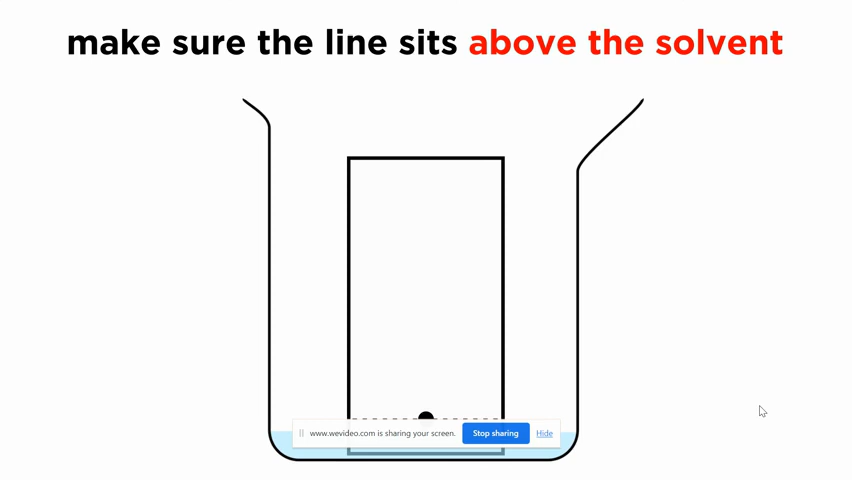 make sure the line sits above the solvent
www.wevideo.com is sharing your screen. Stop sharing Hide